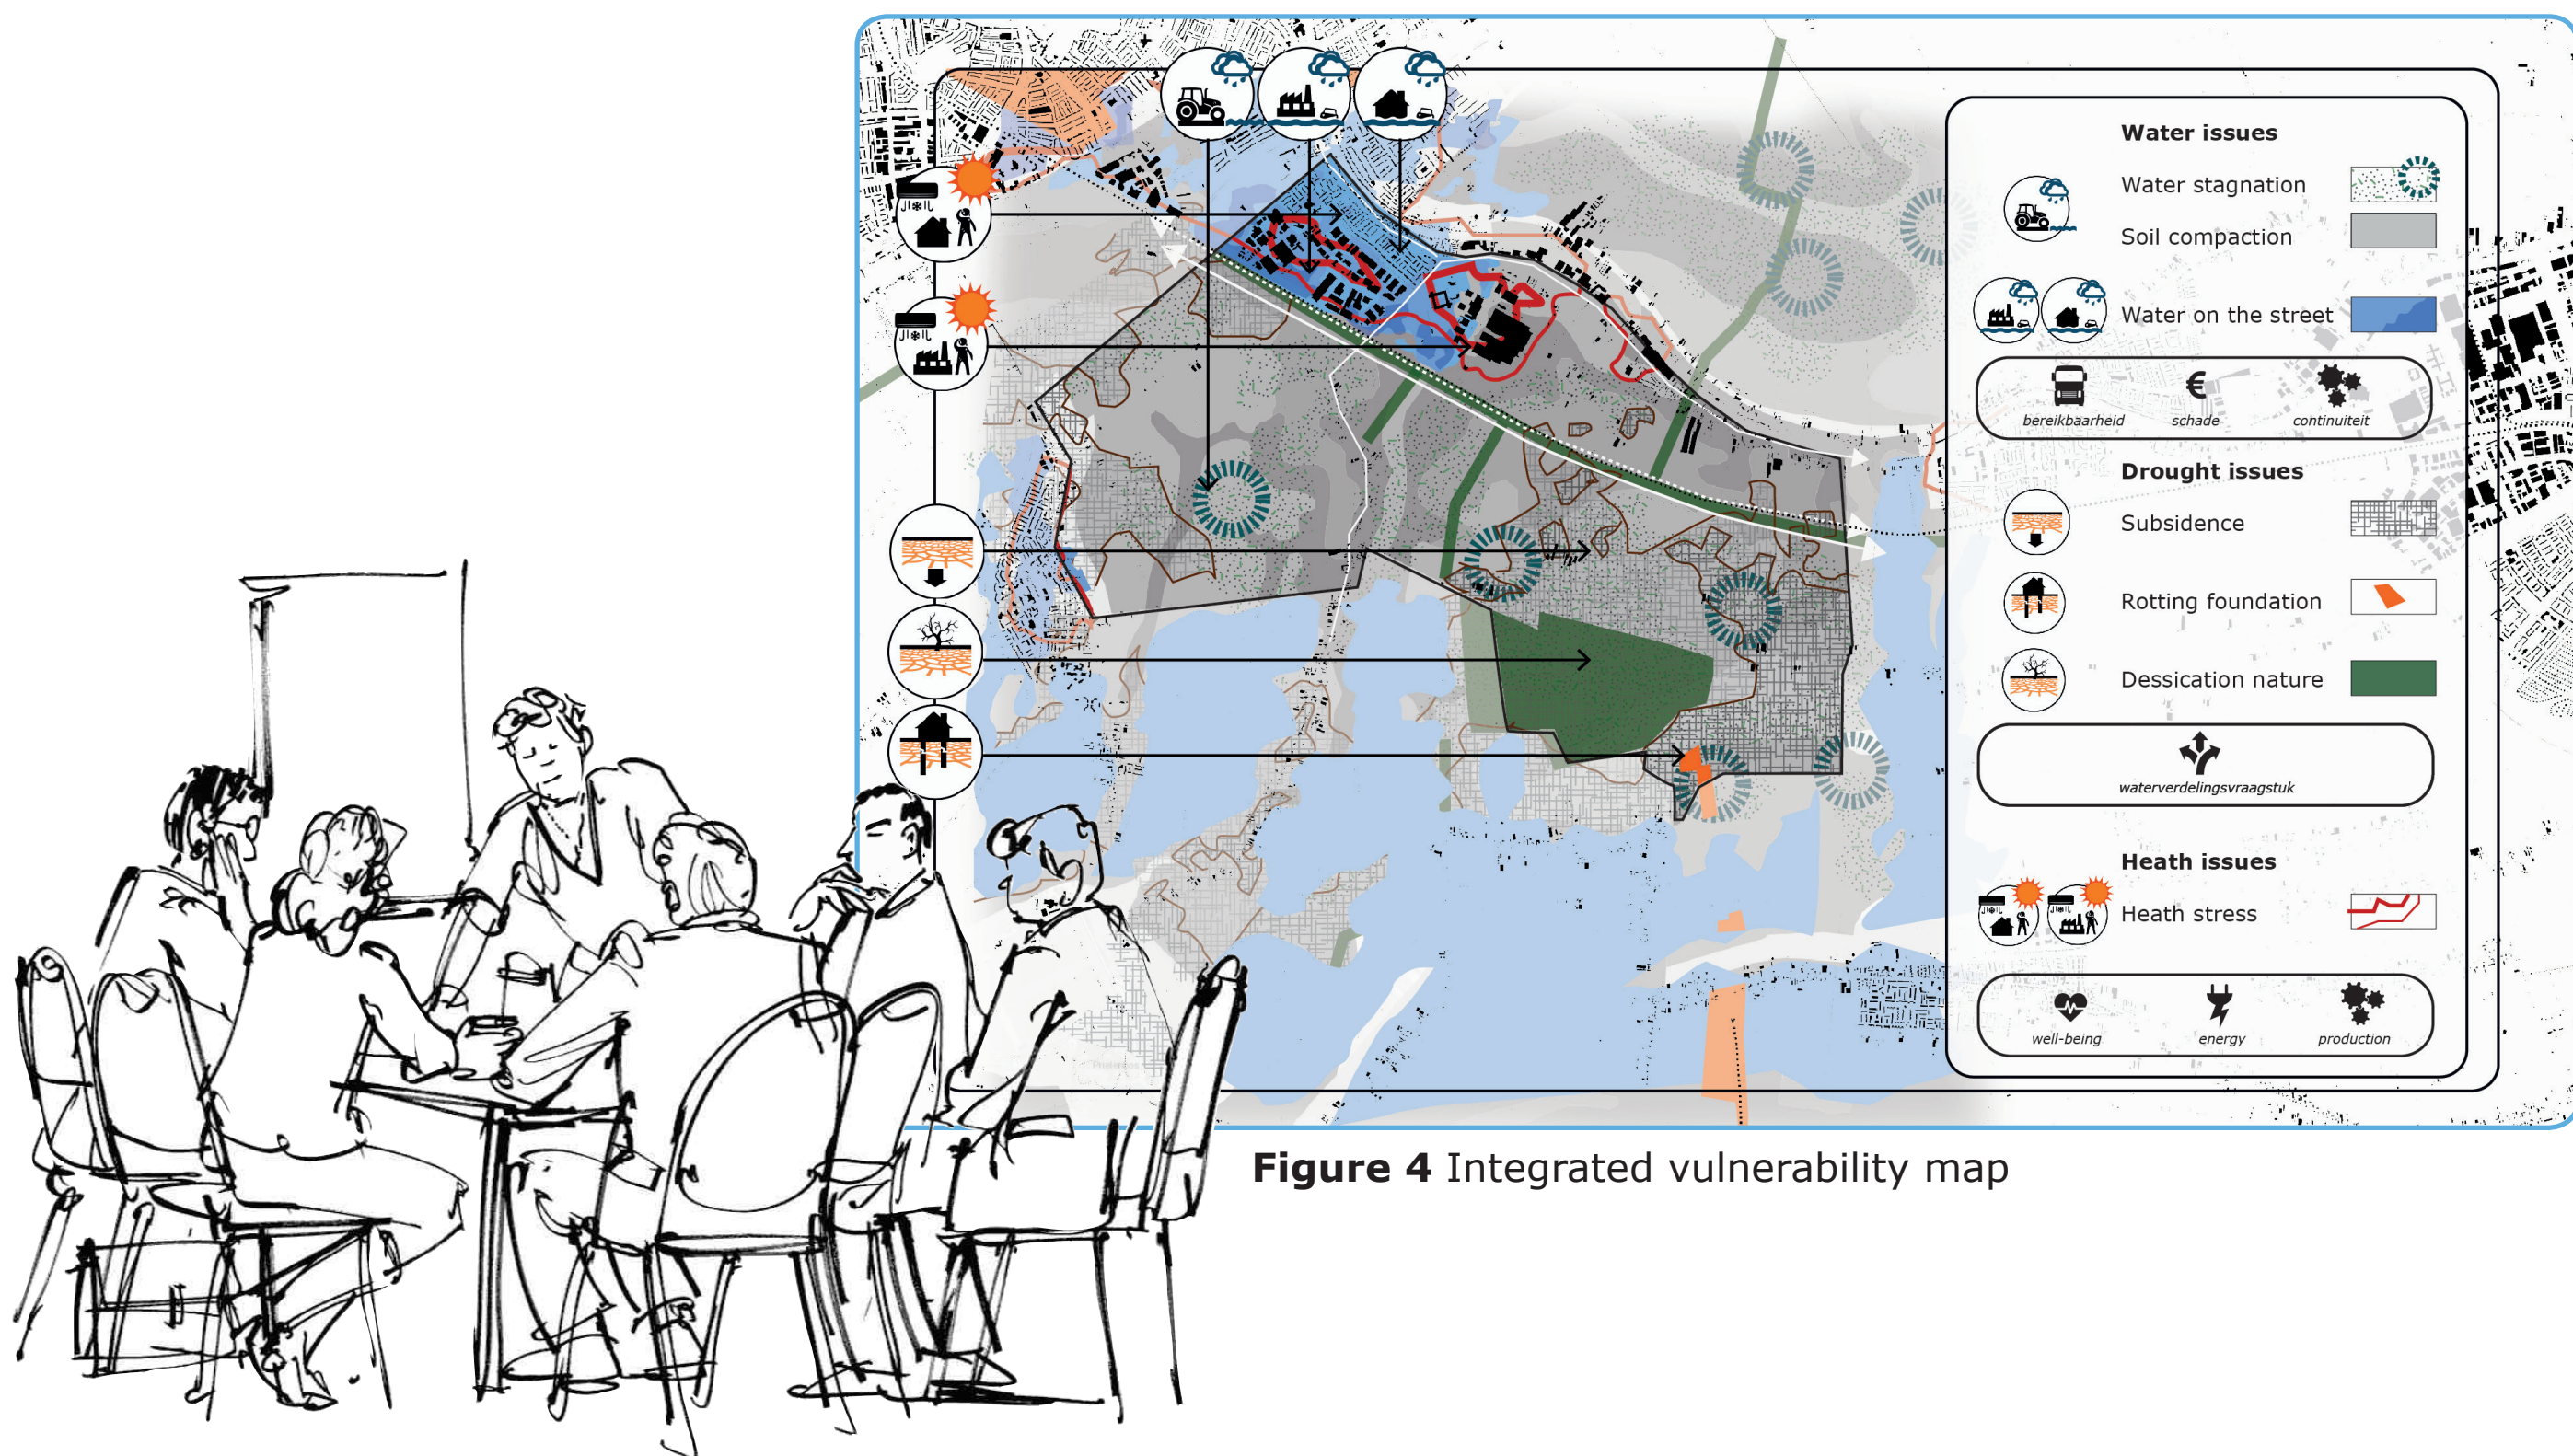 Water issues
Water stagnation
Soil compaction
Water on the street
bereikbaarheid
schade
continuiteit
Drought issues
Subsidence
Rotting foundation
Dessication nature
waterverdelingsvraagstuk
Heath issues
Heath stress
well-being
energy
production
Figure 4 Integrated vulnerability map